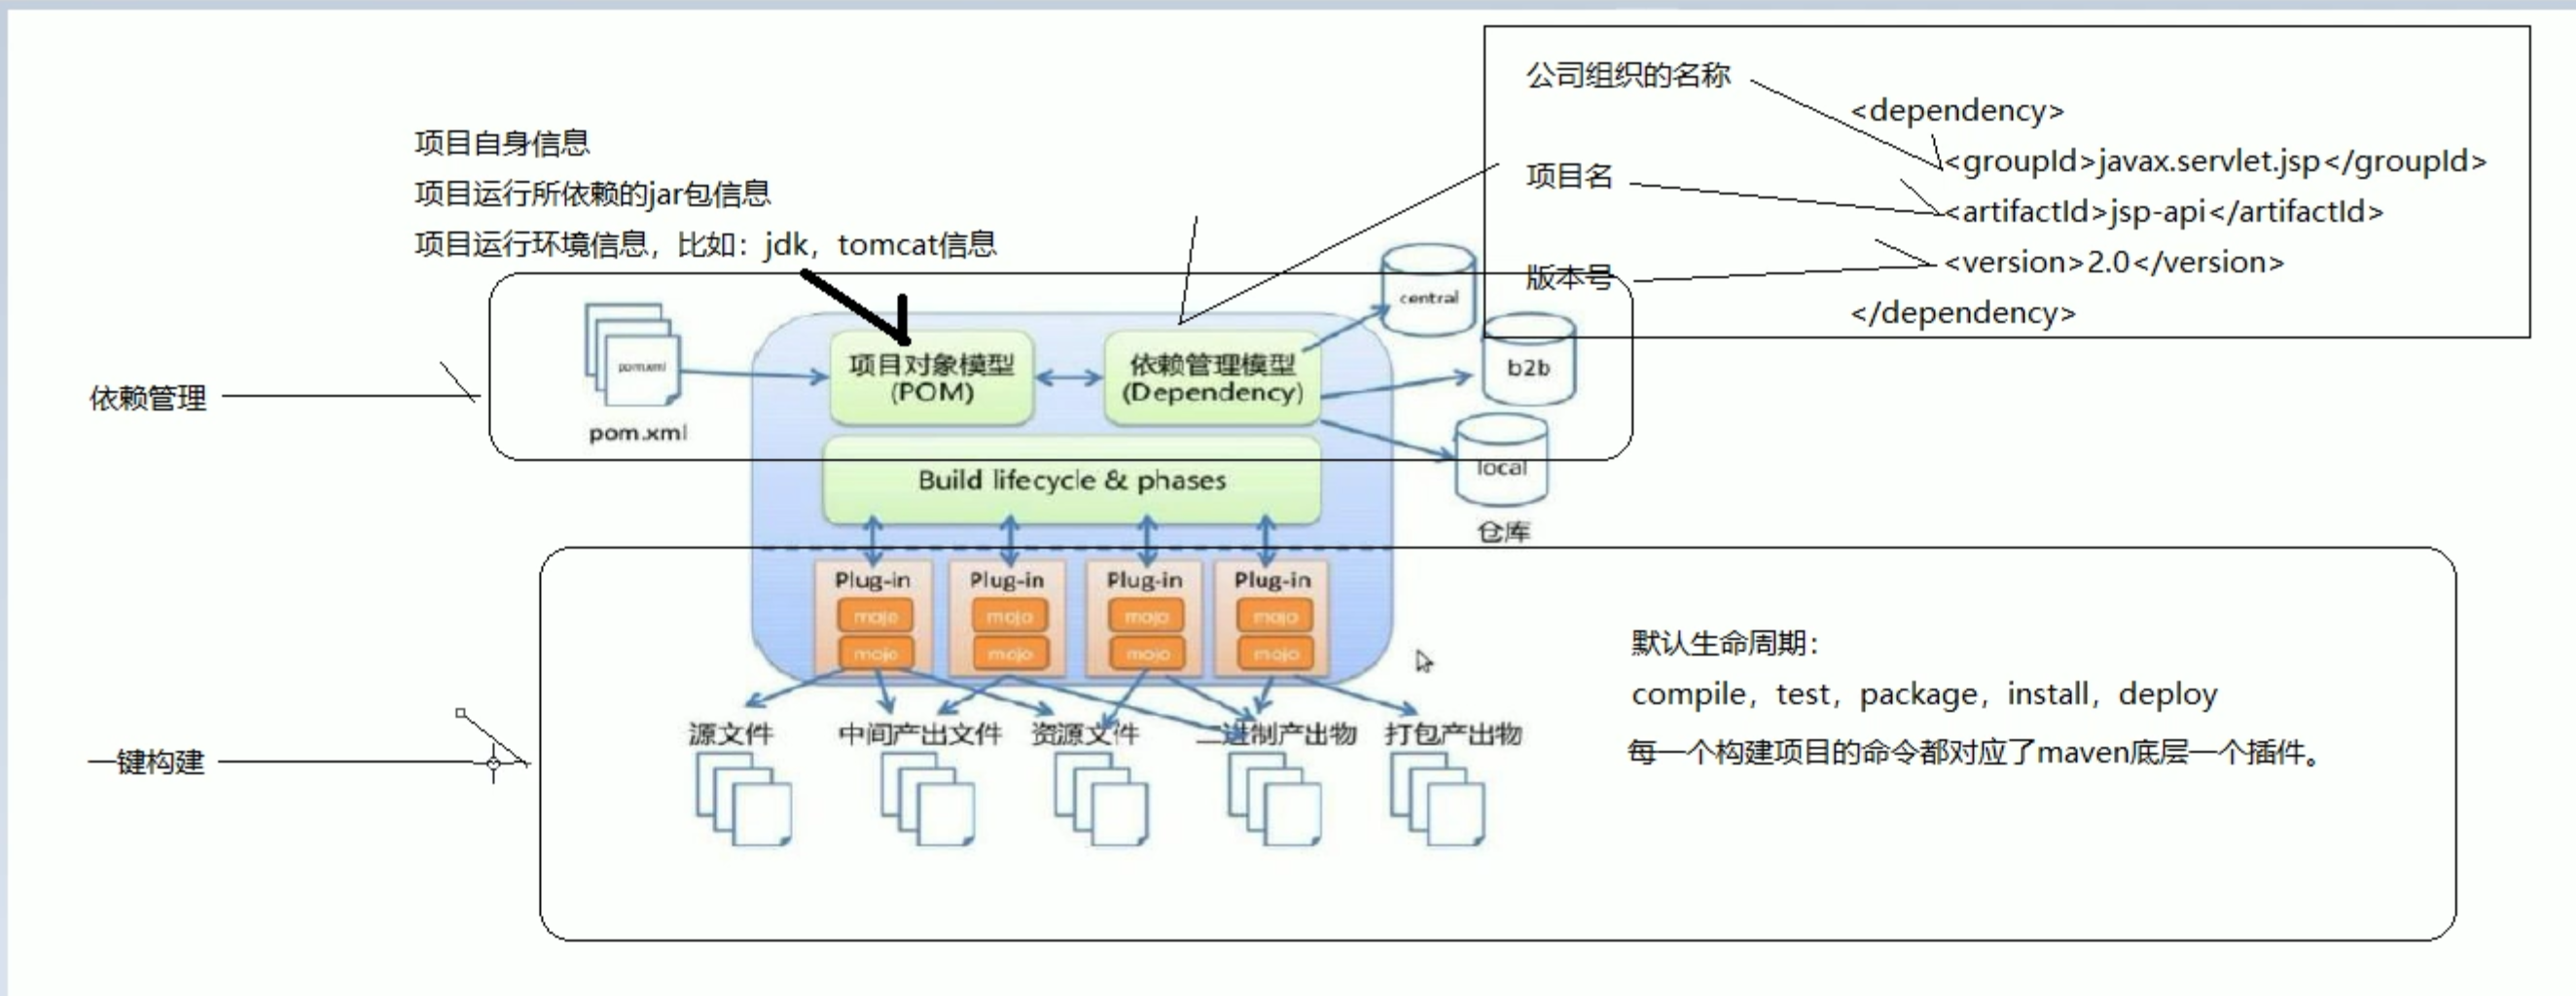 公司组织的名称
<dependency>
<groupId>javax.servlet.jsp</groupId>
项目名
<artifactId>jsp-api</artifactId>
版本号
<version>2.0</version>
</dependency>
项目自身信息
项目运行所依赖的jar包信息
项目运行环境信息，比如：jdk，tomcat信息
依赖管理
pom.xml
pom.xml
项目对象模型
(POM)
依赖管理模型
(Dependency)
central
b2b
local
仓库
Build lifecycle & phases
Plug-in
mojo
mojo
Plug-in
mojo
mojo
Plug-in
mojo
mojo
Plug-in
mojo
mojo
一键构建
源文件
中间产出文件
资源文件
二进制产出物
打包产出物
默认生命周期：
compile，test，package，install，deploy
每一个构建项目的命令都对应了maven底层一个插件。